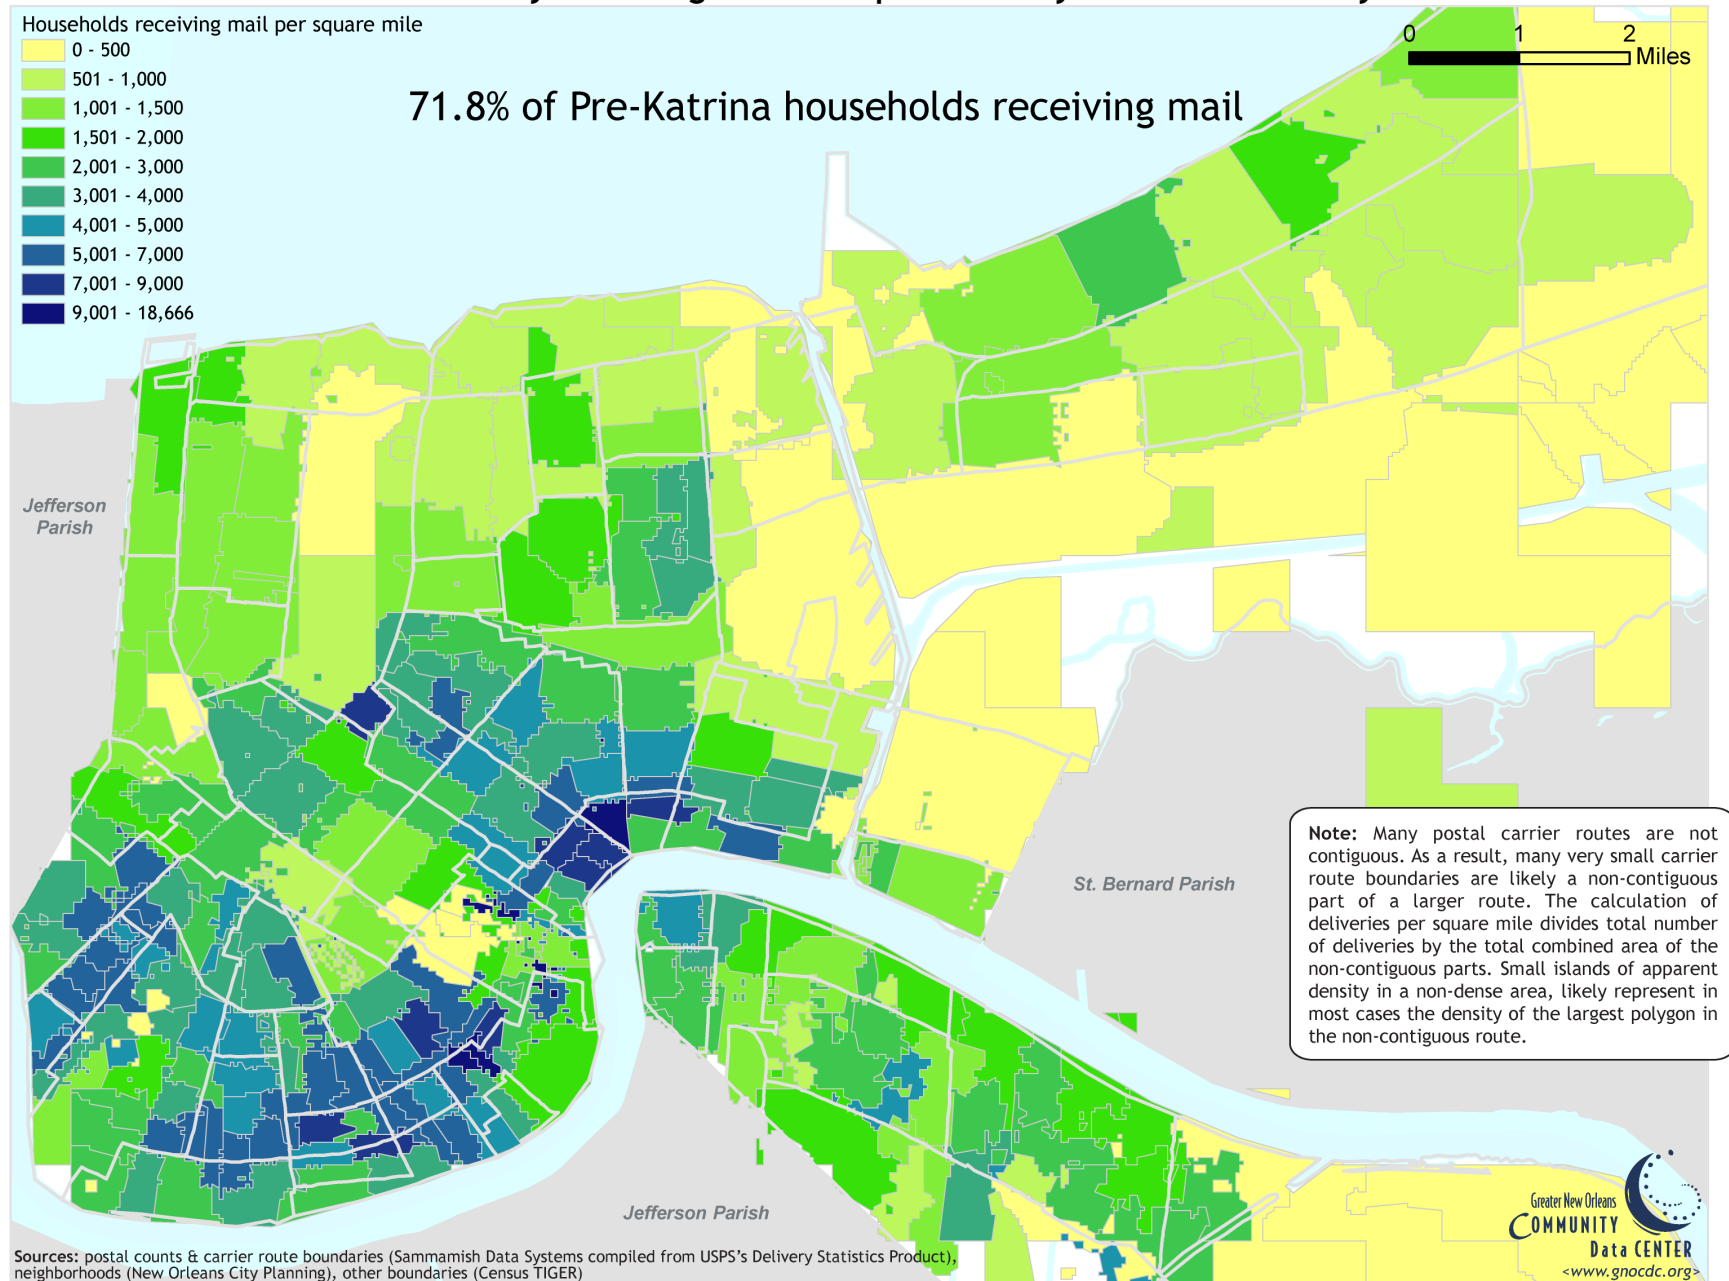 Households receiving mail per square mile
0 - 500
501 - 1,000
1,001 - 1,500
1,501 - 2,000
2,001 - 3,000
3,001 - 4,000
4,001 - 5,000
5,001 - 7,000
7,001 - 9,000
9,001 - 18,666
71.8% of Pre-Katrina households receiving mail
0 1 2
Miles
Jefferson
Parish
St. Bernard Parish
Note: Many postal carrier routes are not
contiguous. As a result, many very small carrier
route boundaries are likely a non-contiguous
part of a larger route. The calculation of
deliveries per square mile divides total number
of deliveries by the total combined area of the
non-contiguous parts. Small islands of apparent
density in a non-dense area, likely represent in
most cases the density of the largest polygon in
the non-contiguous route.
Jefferson Parish
Greater New Orleans
COMMUNITY
Data CENTER
<www.gnocdc.org>
Sources: postal counts & carrier route boundaries (Sammamish Data Systems compiled from USPS's Delivery Statistics Product),
neighborhoods (New Orleans City Planning), other boundaries (Census TIGER)